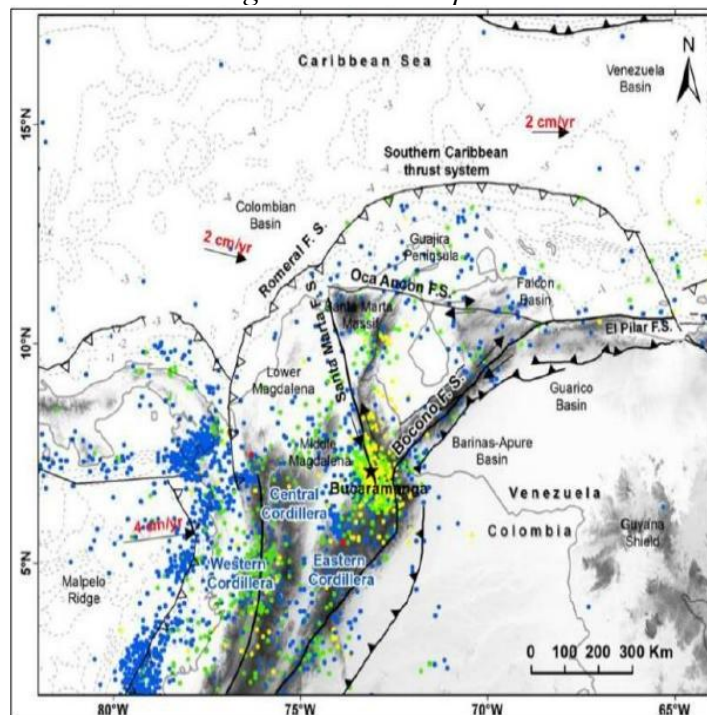 Caribbean Sea
N
Venezuela
Basin
15°N
2 cm/yr
Southern Caribbean
thrust system
Colombian
Basin
2 cm/yr
Romeral F. S.
Guajira
Peninsula
Oca Ancon F.S.
Falcon
Basin
Santa Marta
Massif
Santa Marta F.S.
10°N
El Pilar F.S.
Lower
Magdalena
Bocono F. S.
Guarico
Basin
Middle
Magdalena
Barinas-Apure
Basin
Bucaramanga
Central
Cordillera
Venezuela
Colombia
4 cm/yr
Guyana
Shield
5°N
Western
Cordillera
Eastern
Cordillera
Malpelo
Ridge
0 100 200 300 Km
80°W
75°W
70°W
65°W